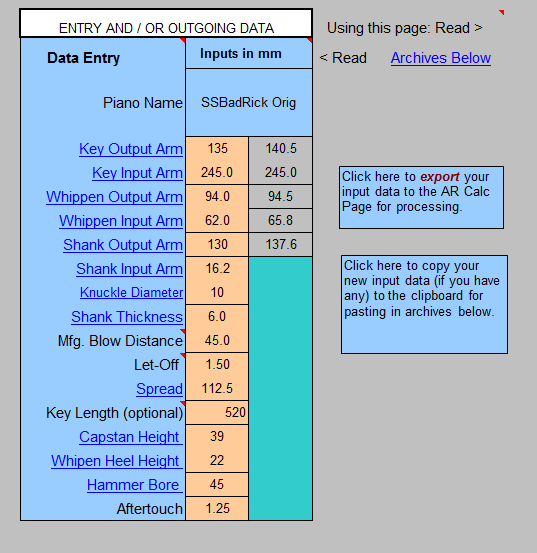 ENTRY AND / OR OUTGOING DATA
Using this page: Read >
Data Entry Inputs in mm
< Read Archives Below
Piano Name SSBadRick Orig
Key Output Arm 135 140.5
Key Input Arm 245.0 245.0
Whippen Output Arm 94.0 94.5
Whippen Input Arm 62.0 65.8
Shank Output Arm 130 137.6
Shank Input Arm 16.2
Knuckle Diameter 10
Shank Thickness 6.0
Mfg. Blow Distance 45.0
Let-Off 1.50
Spread 112.5
Key Length (optional) 520
Capstan Height 39
Whipen Heel Height 22
Hammer Bore 45
Aftertouch 1.25
Click here to export your
input data to the AR Calc
Page for processing.
Click here to copy your
new input data (if you have
any) to the clipboard for
pasting in archives below.